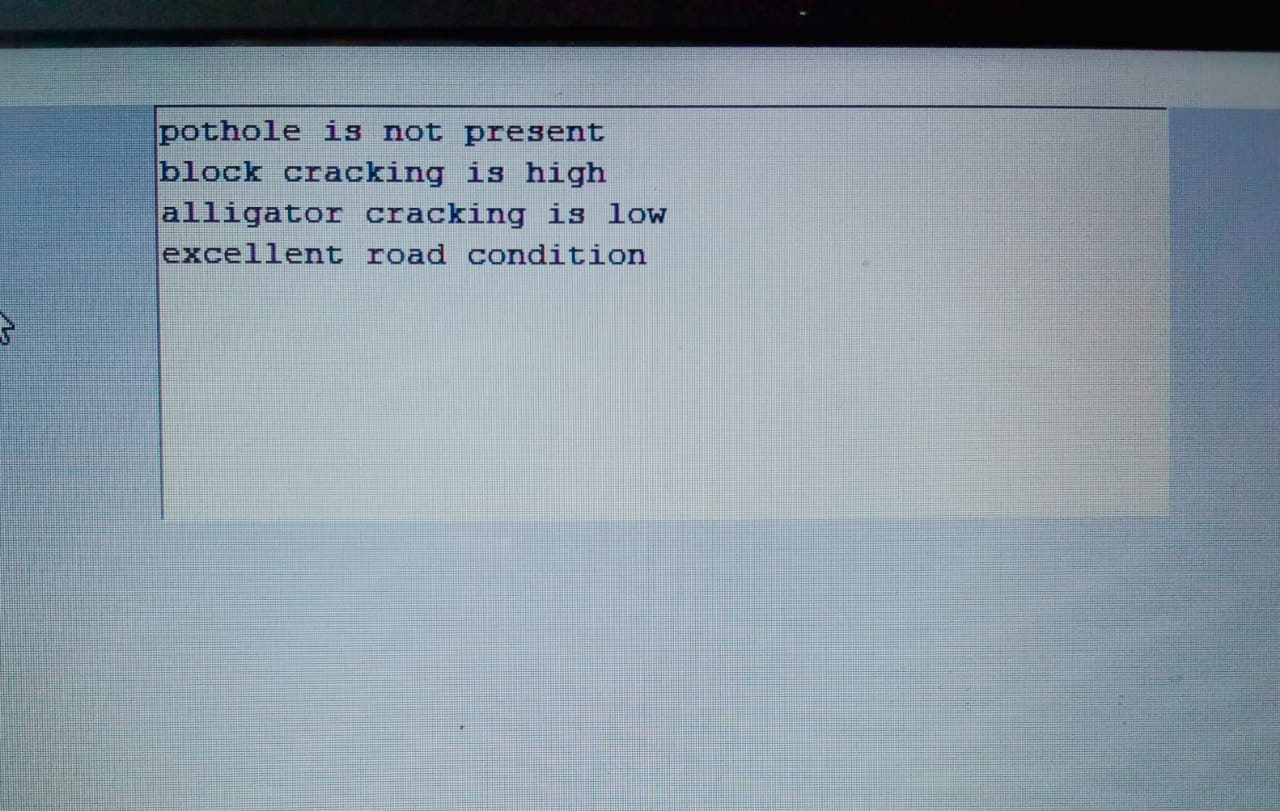 pothole is not present
block cracking is high
alligator cracking is low
excellent road condition